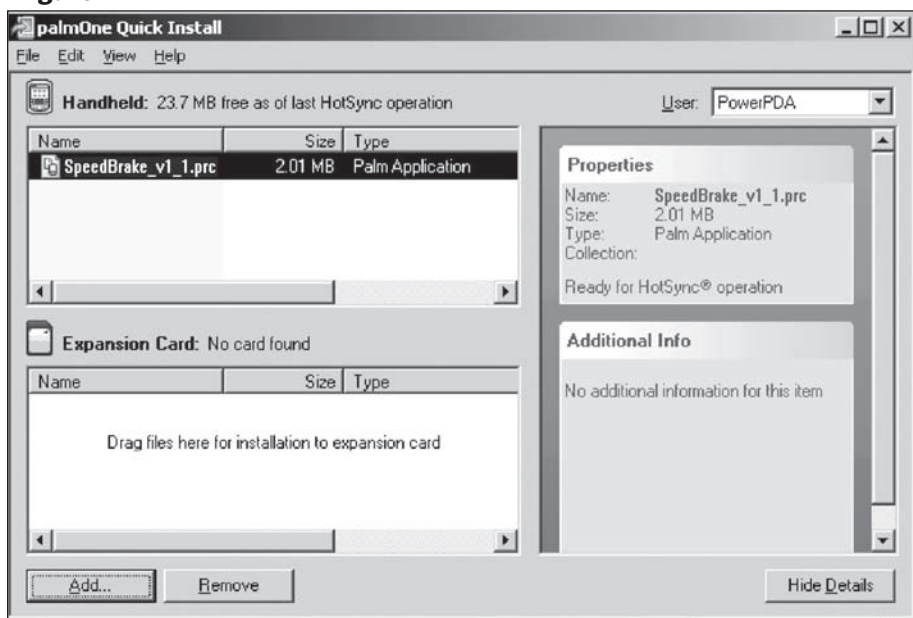 palmOne Quick Install
File Edit View Help
Handheld: 23.7 MB free as of last HotSync operation
User: PowerPDA
Name Size Type
SpeedBrake_v1_1.prc 2.01 MB Palm Application
Properties
Name: SpeedBrake_v1_1.prc
Size: 2.01 MB
Type: Palm Application
Collection:
Ready for HotSync® operation
Expansion Card: No card found
Name Size Type
Drag files here for installation to expansion card
Additional Info
No additional information for this item
Add... Remove Hide Details